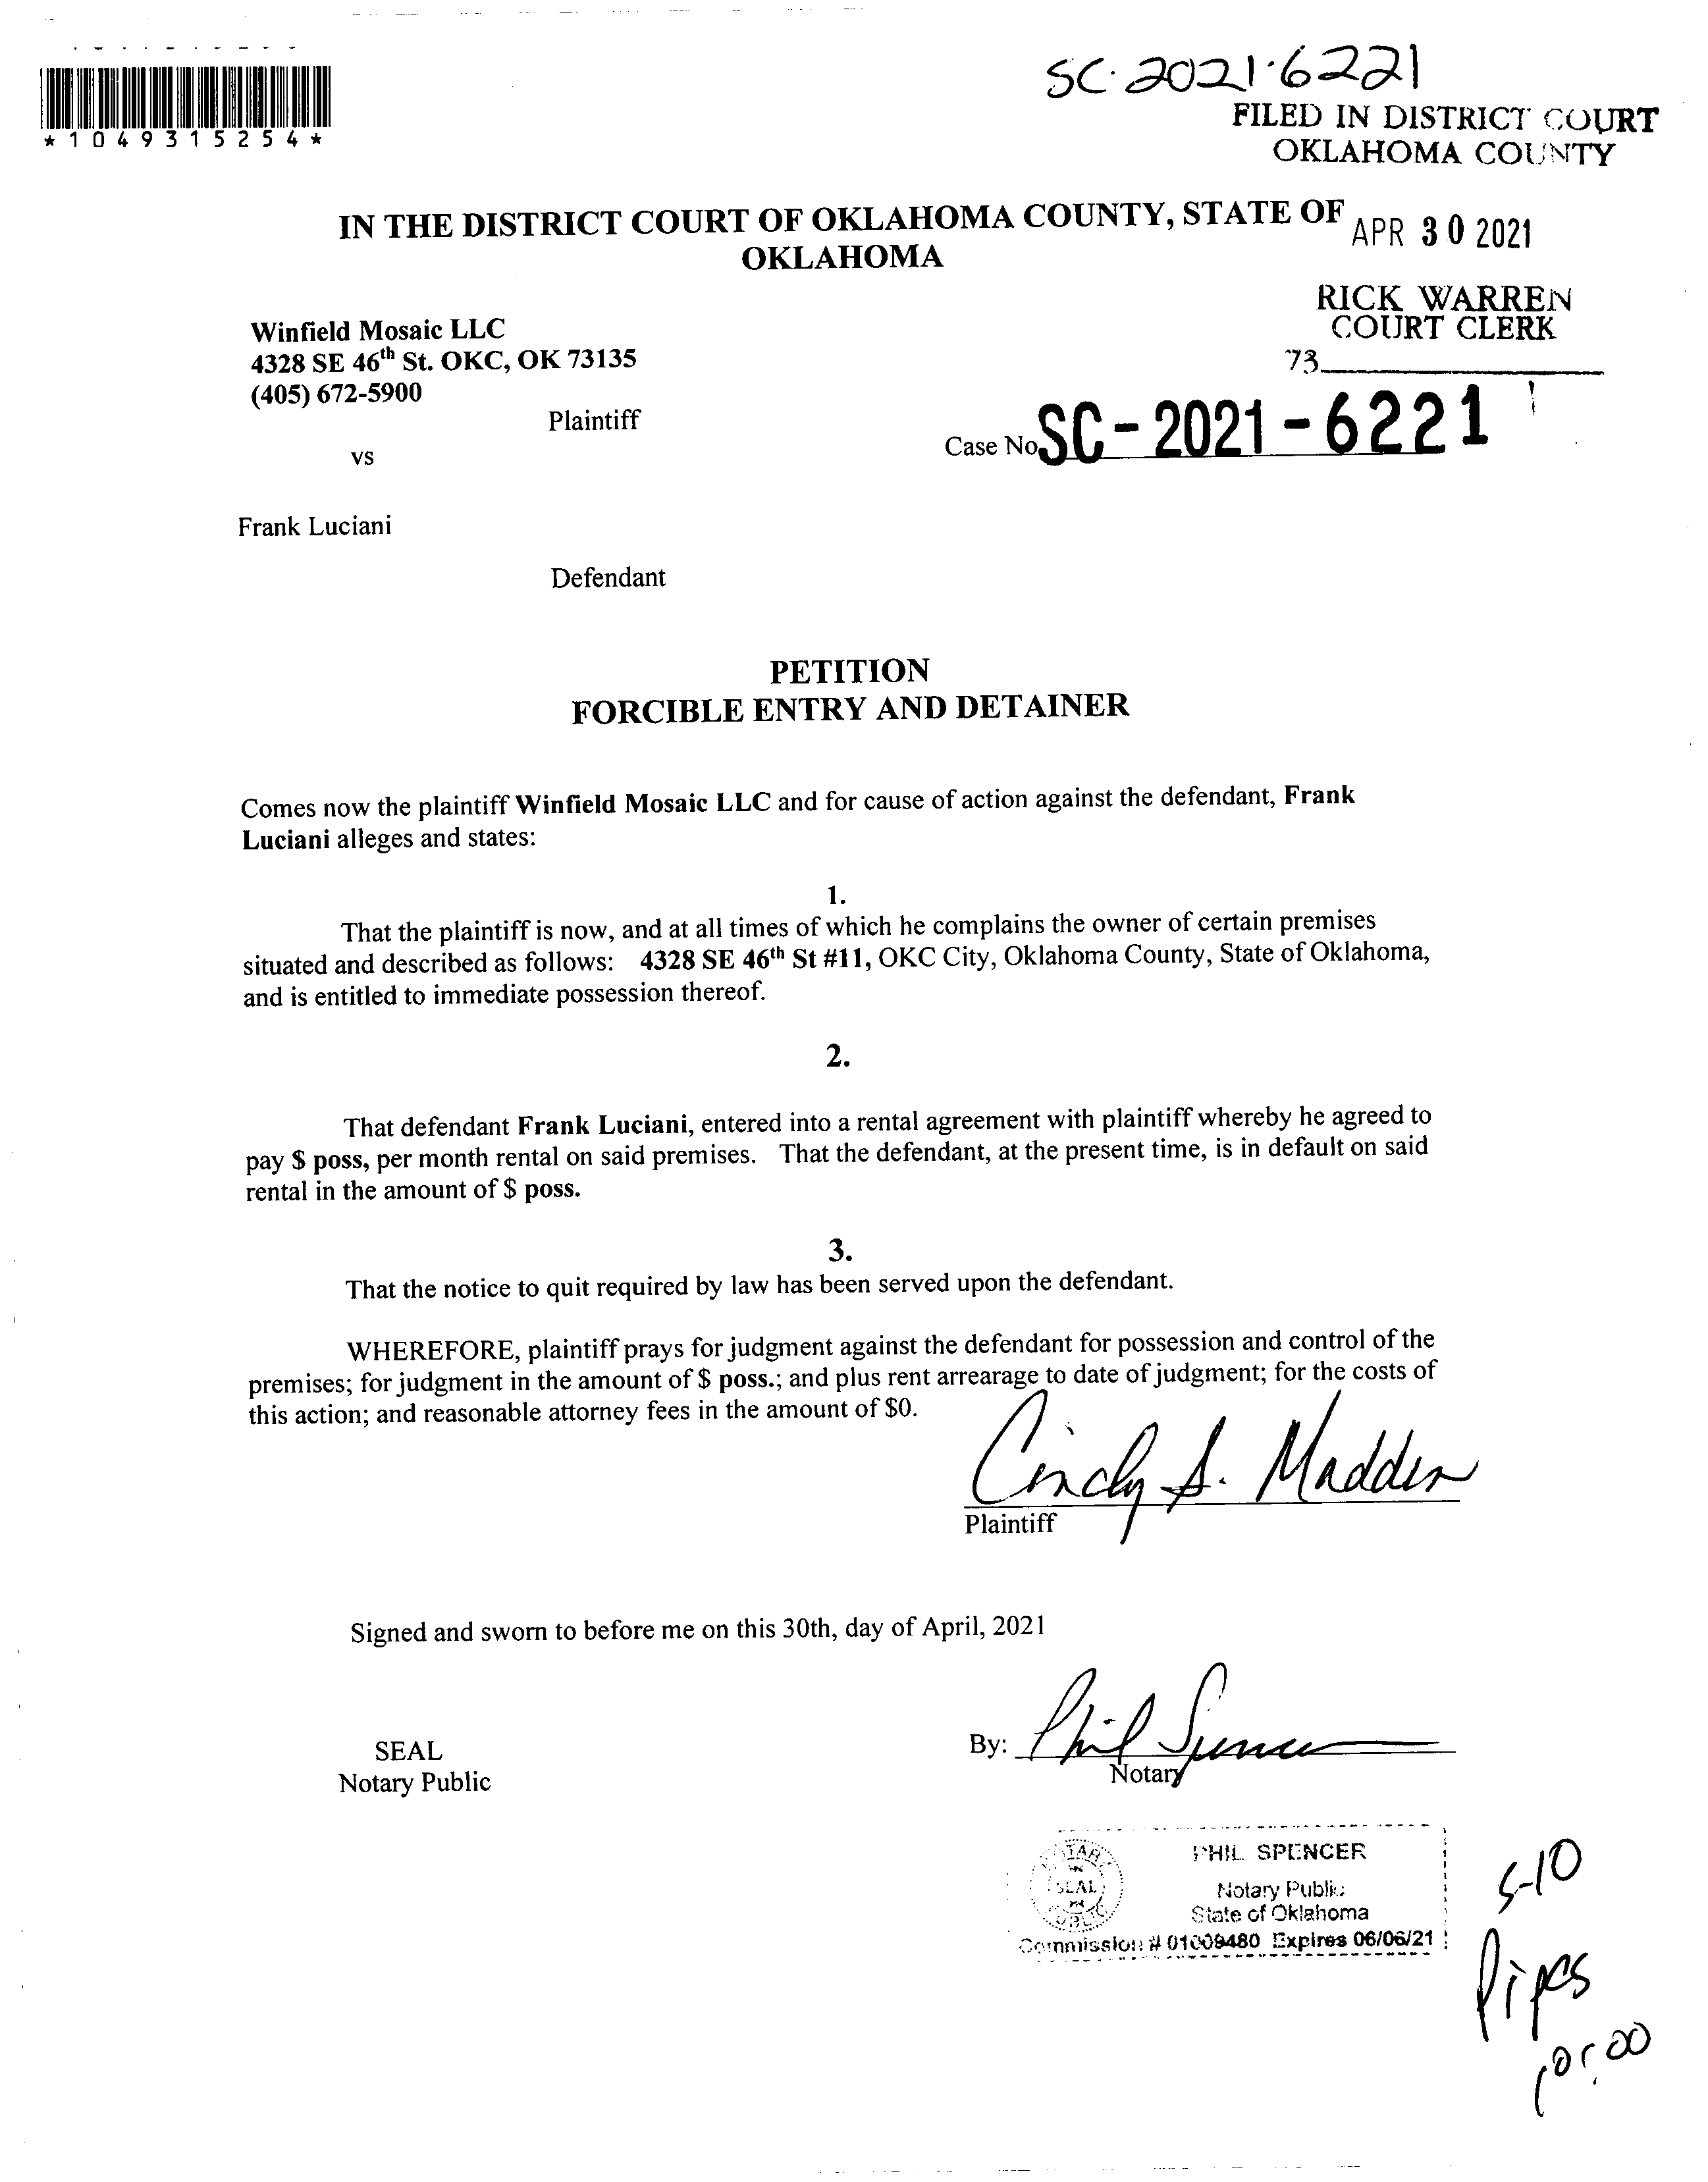 SC-2021-6221
FILED IN DISTRICT COURT
OKLAHOMA COUNTY
*1049315254*
IN THE DISTRICT COURT OF OKLAHOMA COUNTY, STATE OF
OKLAHOMA
APR 30 2021
RICK WARREN
COURT CLERK
73
Winfield Mosaic LLC
4328 SE 46th St. OKC, OK 73135
(405) 672-5900
Plaintiff
vs
Case No SC-2021-6221
Frank Luciani
Defendant
PETITION
FORCIBLE ENTRY AND DETAINER
Comes now the plaintiff Winfield Mosaic LLC and for cause of action against the defendant, Frank
Luciani alleges and states:
1.
That the plaintiff is now, and at all times of which he complains the owner of certain premises
situated and described as follows: 4328 SE 46th St #11, OKC City, Oklahoma County, State of Oklahoma,
and is entitled to immediate possession thereof.
2.
That defendant Frank Luciani, entered into a rental agreement with plaintiff whereby he agreed to
pay $ poss, per month rental on said premises. That the defendant, at the present time, is in default on said
rental in the amount of $ poss.
3.
That the notice to quit required by law has been served upon the defendant.
WHEREFORE, plaintiff prays for judgment against the defendant for possession and control of the
premises; for judgment in the amount of $ poss.; and plus rent arrearage to date of judgment; for the costs of
this action; and reasonable attorney fees in the amount of $0.
Cindy S. Madden
Plaintiff
Signed and sworn to before me on this 30th, day of April, 2021
SEAL
Notary Public
By: Phil Spencer
Notary
NOTARY
SEAL
PUBLIC
PHIL SPENCER
Notary Public
State of Oklahoma
Commission # 01009480 Expires 06/06/21
5-10
Pipes